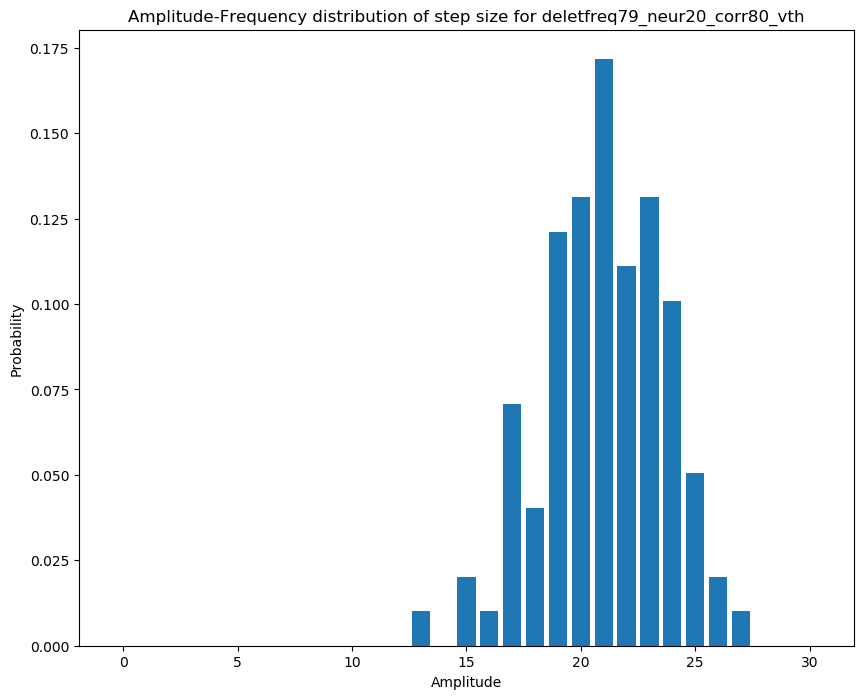 Amplitude-Frequency distribution of step size for deletfreq79_neur20_corr80_vth
0.175
0.150
0.125
0.100
0.075
0.050
0.025
0.000
Probability
0 5 10 15 20 25 30
Amplitude